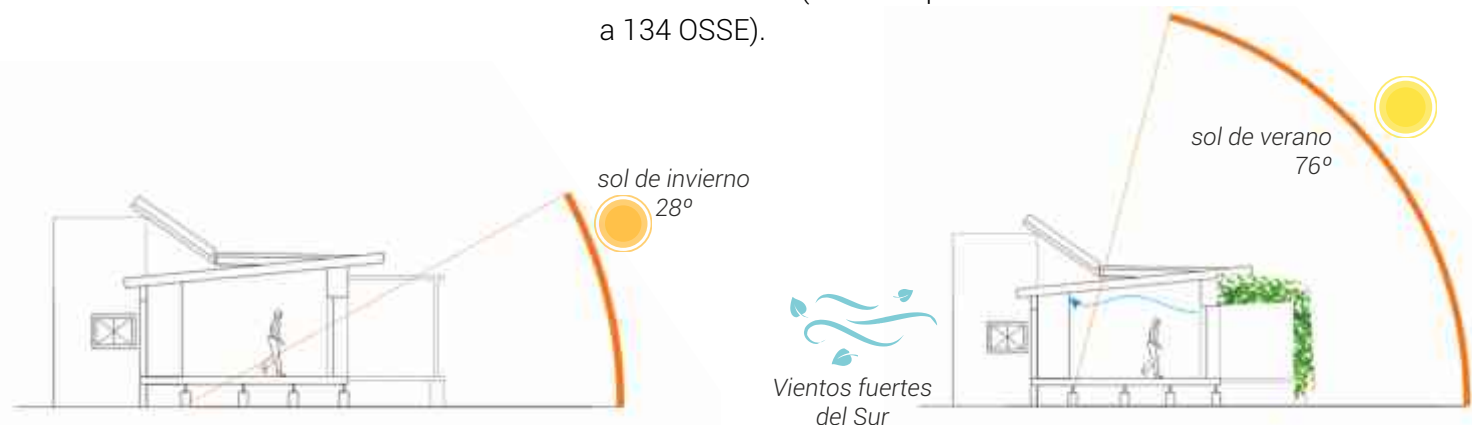 a 134 OSSE).
sol de invierno
28º
sol de verano
76º
Vientos fuertes
del Sur